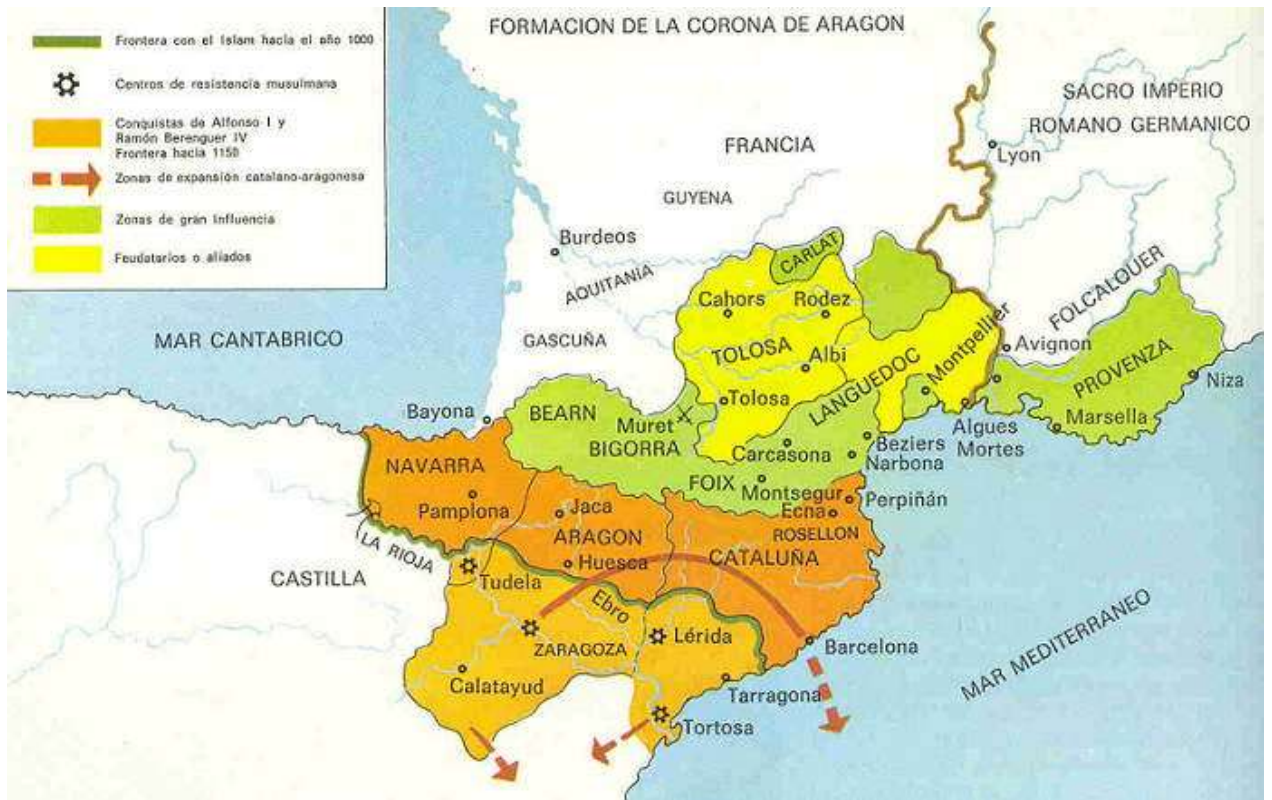 FORMACION DE LA CORONA DE ARAGON
Frontera con el Islam hacia el año 1000
Centros de resistencia musulmana
Conquistas de Alfonso I y
Ramón Berenguer IV
Frontera hacia 1150
Zonas de expansión catalano-aragonesa
Zonas de gran Influencia
Feudatarios o aliados
SACRO IMPERIO
ROMANO GERMANICO
Lyon
FRANCIA
GUYENA
Burdeos
AQUITANIA
GASCUÑA
MAR CANTABRICO
CARLAT
Cahors
Rodez
TOLOSA
Albi
Tolosa
LANGUEDOC
Montpellier
Avignon
FOLCALQUER
PROVENZA
Niza
Marsella
Algues
Mortes
Beziers
Narbona
Bayona
BEARN
Muret
BIGORRA
Carcasona
FOIX
Montsegur
Perpiñán
Ecna
ROSELLON
NAVARRA
Pamplona
Jaca
ARAGON
Huesca
CATALUÑA
LA RIOJA
CASTILLA
Tudela
Ebro
ZARAGOZA
Lérida
Barcelona
Calatayud
Tarragona
Tortosa
MAR MEDITERRANEO